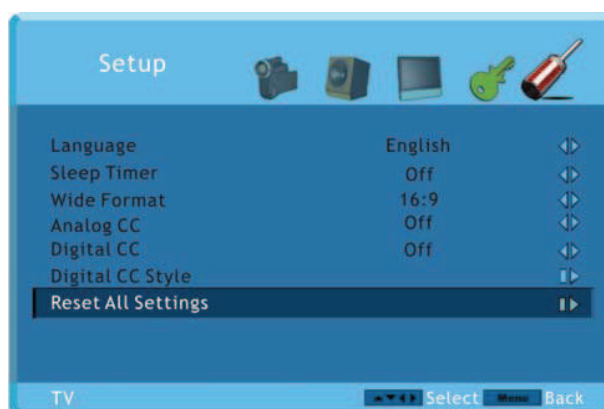 Setup
Language English
Sleep Timer Off
Wide Format 16:9
Analog CC Off
Digital CC Off
Digital CC Style
Reset All Settings
TV Select Menu Back